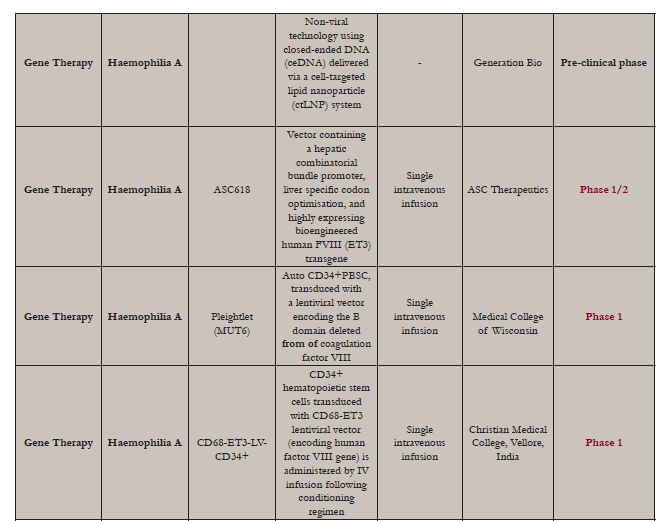 Gene Therapy
Haemophilia A
Non-viral
technology using
closed-ended DNA
(ceDNA) delivered
via a cell-targeted
lipid nanoparticle
(ctLNP) system
-
Generation Bio
Pre-clinical phase
Gene Therapy
Haemophilia A
ASC618
Vector containing
a hepatic
combinatorial
bundle promoter,
liver specific codon
optimisation, and
highly expressing
bioengineered
human FVIII (ET3)
transgene
Single
intravenous
infusion
ASC Therapeutics
Phase 1/2
Gene Therapy
Haemophilia A
Pleightlet
(MUT6)
Auto CD34+PBSC,
transduced with
a lentiviral vector
encoding the B
domain deleted
from of coagulation
factor VIII
Single
intravenous
infusion
Medical College
of Wisconsin
Phase 1
Gene Therapy
Haemophilia A
CD68-ET3-LV-
CD34+
CD34+
hematopoietic stem
cells transduced
with CD68-ET3
lentiviral vector
(encoding human
factor VIII gene) is
administered by IV
infusion following
conditioning
regimen
Single
intravenous
infusion
Christian Medical
College, Vellore,
India
Phase 1